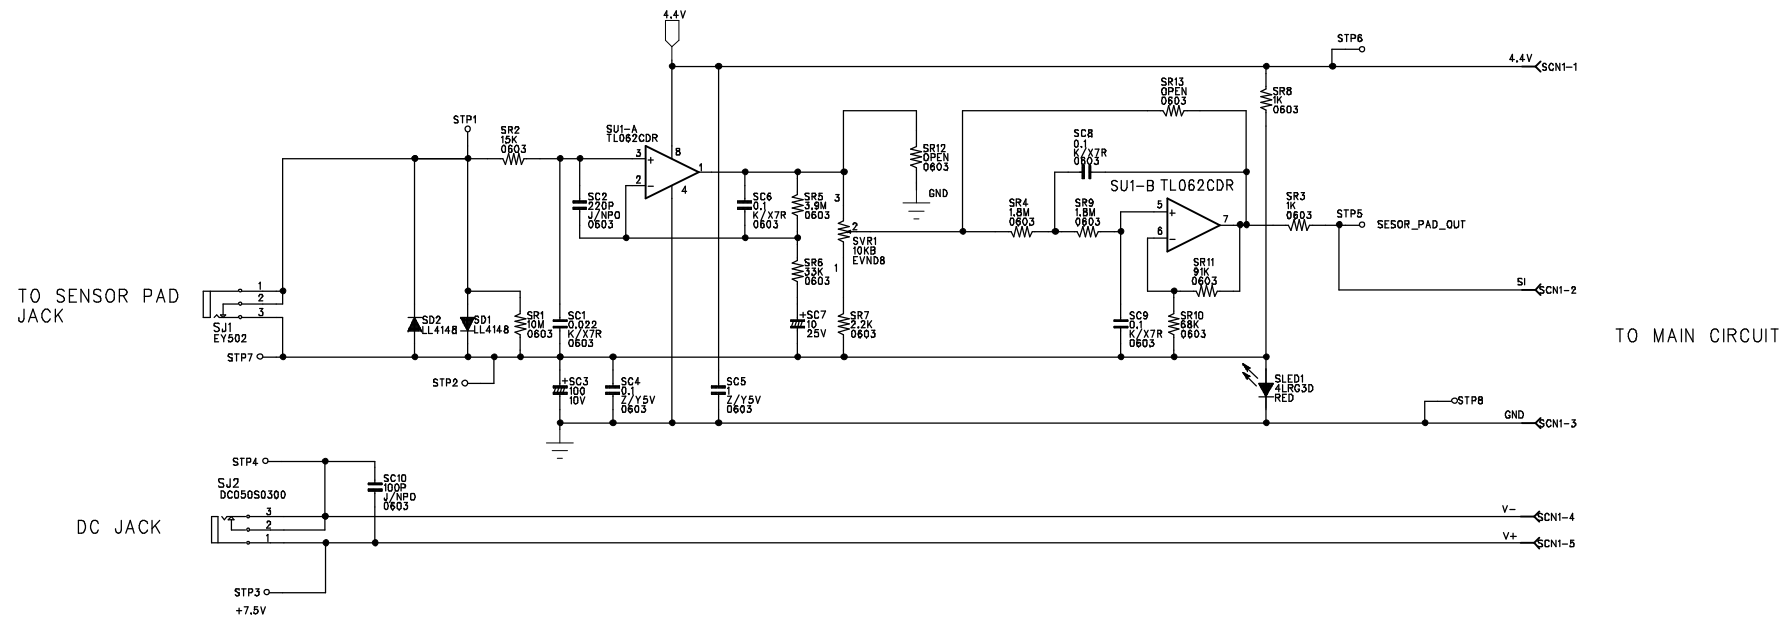 4.4V
STP6
4.4V
SCN1-1
SR13
OPEN
0603
SR8
1K
0603
STP1
SR2
15K
0603
SU1-A
TL062CDR
3
+
8
1
2
-
4
SR12
OPEN
0603
GND
SC8
0.1
K/X7R
0603
SU1-B TL062CDR
SC2
220P
J/NPO
0603
SC6
0.1
K/X7R
0603
SR5
3.9M
0603
3
2
SVR1
10KB
EVND8
1
SR4
1.8M
0603
SR9
1.8M
0603
5
+
6
-
7
SR3
1K
0603
STP5
SESOR_PAD_OUT
SR6
33K
0603
SR11
91K
0603
TO SENSOR PAD
JACK
1
2
3
SJ1
EY502
SI
SCN1-2
SD2
LL4148
SD1
LL4148
SR1
10M
0603
SC1
0.022
K/X7R
0603
+SC7
10
25V
SR7
2.2K
0603
SC9
0.1
K/X7R
0603
SR10
68K
0603
TO MAIN CIRCUIT
STP7
STP2
+SC3
100
10V
SC4
0.1
Z/Y5V
0603
SC5
1
Z/Y5V
0603
SLED1
4LRG3D
RED
STP8
GND
SCN1-3
STP4
SJ2
DC050S0300
SC10
100P
J/NPO
0603
DC JACK
3
2
1
V-
SCN1-4
V+
SCN1-5
STP3
+7.5V